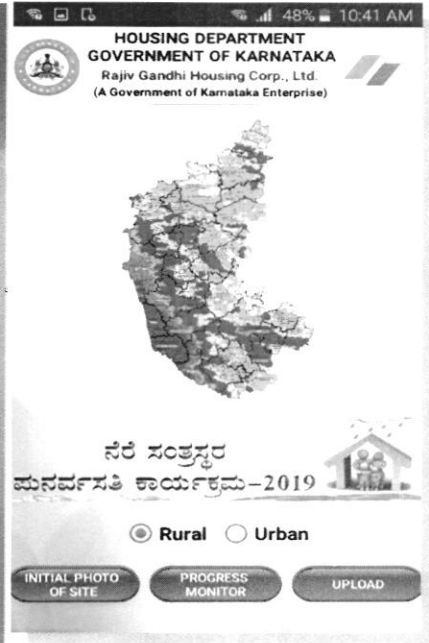 48% 10:41 AM
HOUSING DEPARTMENT
GOVERNMENT OF KARNATAKA
Rajiv Gandhi Housing Corp., Ltd.
(A Government of Karnataka Enterprise)
ನೆರೆ ಸಂತ್ರಸ್ಥರ
ಪುನರ್ವಸತಿ ಕಾರ್ಯಕ್ರಮ-2019
Rural Urban
INITIAL PHOTO
OF SITE
PROGRESS
MONITOR
UPLOAD